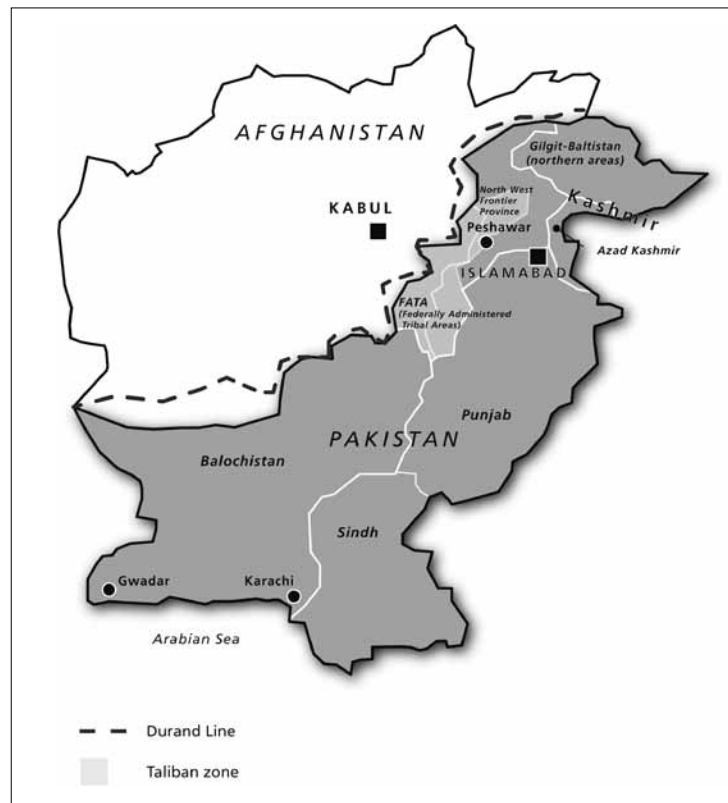 AFGHANISTAN
Gilgit-Baltistan
(northern areas)
North West
Frontier
Province
Kashmir
KABUL
Peshawar
Azad Kashmir
ISLAMABAD
FATA
(Federally Administered
Tribal Areas)
Punjab
PAKISTAN
Balochistan
Sindh
Gwadar
Karachi
Arabian Sea
Durand Line
Taliban zone